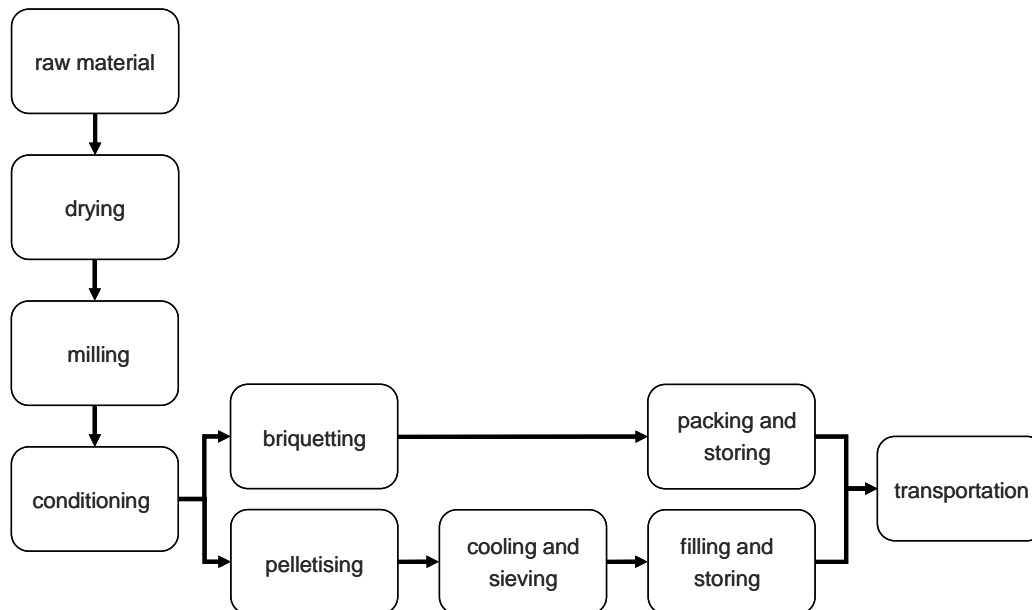 raw material
drying
milling
conditioning
briquetting
packing and
storing
pelletising
cooling and
sieving
filling and
storing
transportation